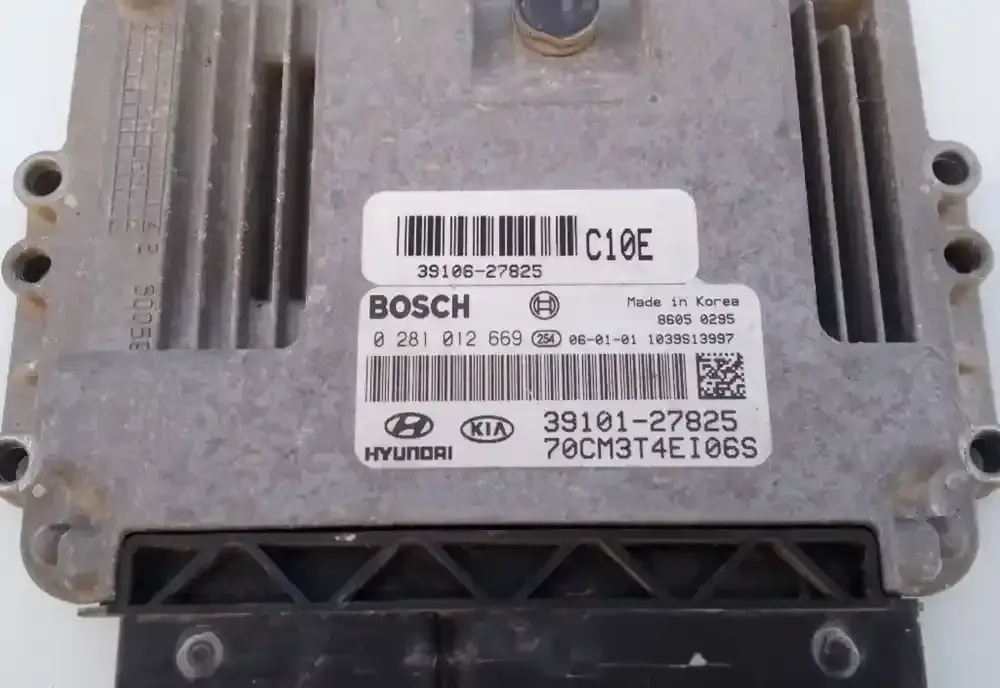 C10E
39106-27825
BOSCH
Made in Korea
8605 0295
0 281 012 669 254 06-01-01 1039S13997
39101-27825
HYUNDAI KIA 70CM3T4EI06S